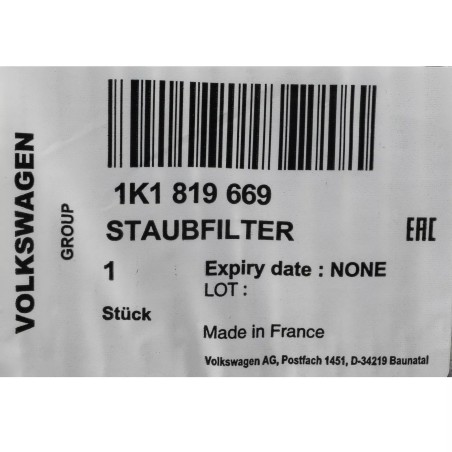 VOLKSWAGEN
GROUP
1K1 819 669
STAUBFILTER
EAC
1
Stück
Expiry date : NONE
LOT :
Made in France
Volkswagen AG, Postfach 1451, D-34219 Baunatal